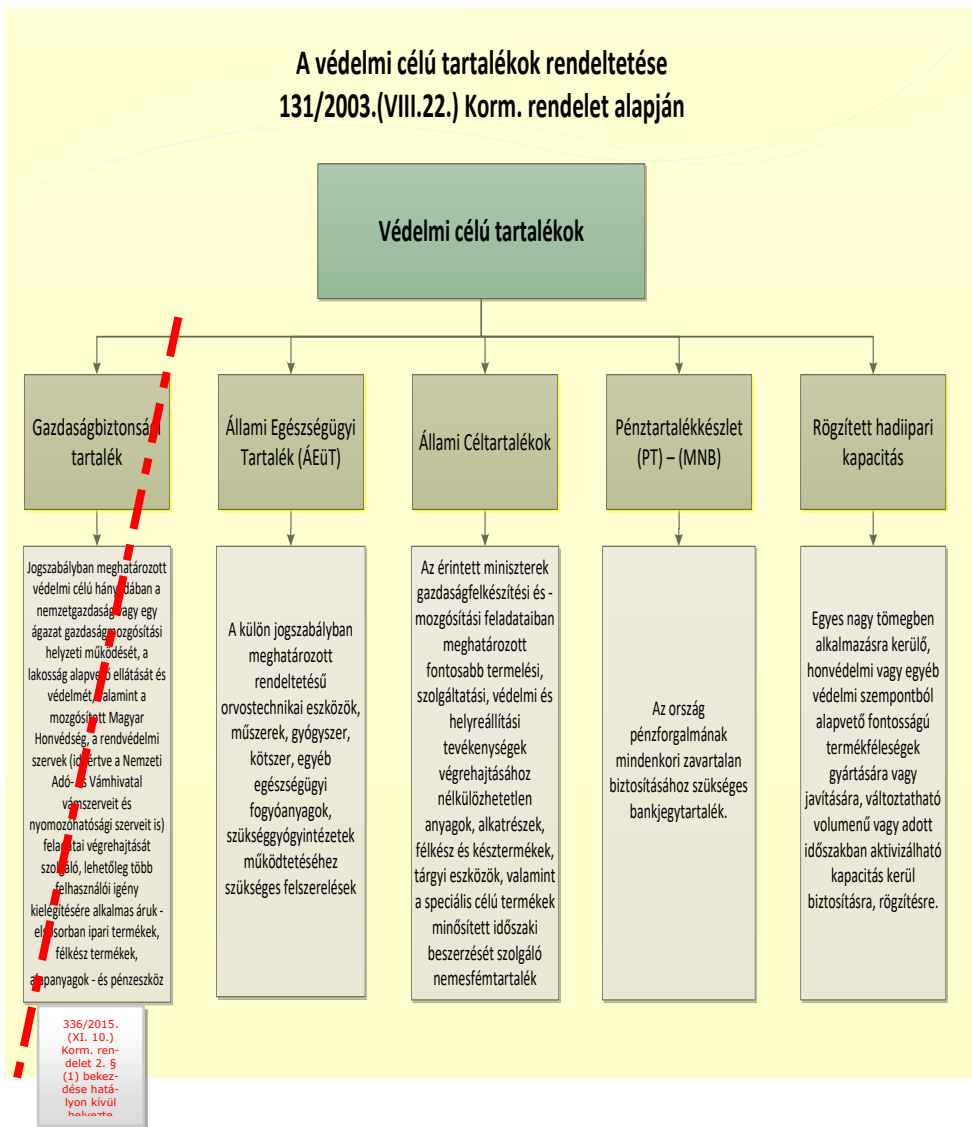 A védelmi célú tartalékok rendeltetése
131/2003.(VIII.22.) Korm. rendelet alapján
Védelmi célú tartalékok
Gazdaságbiztonsági
tartalék
Állami Egészségügyi
Tartalék (ÁEüT)
Állami Céltartalékok
Pénztartalékkészlet
(PT) – (MNB)
Rögzített hadiipari
kapacitás
Jogszabályban meghatározott
védelmi célú hányadában a
nemzetgazdaság vagy egy
ágazat gazdaságmozgósítási
helyzeti működését, a
lakosság alapvető ellátását és
védelmét, valamint a
mozgósított Magyar
Honvédség, a rendvédelmi
szervek (ideértve a Nemzeti
Adó- és Vámhivatal
vámszerveit és
nyomozóhatósági szerveit is)
feladatai végrehajtását
szolgáló, lehetőleg több
felhasználói igény
kielégítésére alkalmas áruk -
elsősorban ipari termékek,
félkész termékek,
alapanyagok - és pénzeszköz
A külön jogszabályban
meghatározott
rendeltetésű
orvostechnikai eszközök,
műszerek, gyógyszer,
kötszer, egyéb
egészségügyi
fogyóanyagok,
szükséggyógyintézetek
működtetéséhez
szükséges felszerelések
Az érintett miniszterek
gazdaságfelkészítési és -
mozgósítási feladataiban
meghatározott
fontosabb termelési,
szolgáltatási, védelmi és
helyreállítási
tevékenységek
végrehajtásához
nélkülözhetetlen
anyagok, alkatrészek,
félkész és késztermékek,
tárgyi eszközök, valamint
a speciális célú termékek
minősített időszaki
beszerzését szolgáló
nemesfémtartalék
Az ország
pénzforgalmának
mindenkori zavartalan
biztosításához szükséges
bankjegytartalék.
Egyes nagy tömegben
alkalmazásra kerülő,
honvédelmi vagy egyéb
védelmi szempontból
alapvető fontosságú
termékféleségek
gyártására vagy
javítására, változtatható
volumenű vagy adott
időszakban aktivizálható
kapacitás kerül
biztosításra, rögzítésre.
336/2015.
(XI. 10.)
Korm. ren-
delet 2. §
(1) bekez-
dése hatá-
lyon kívül
helyezte